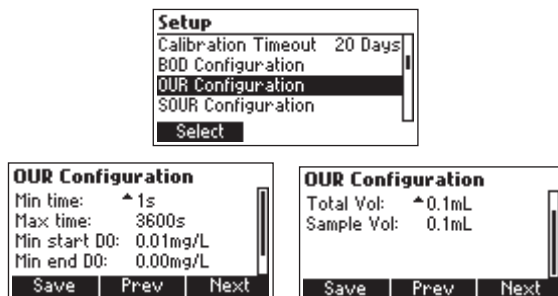 Setup
Calibration Timeout 20 Days
BOD Configuration
OUR Configuration
SOUR Configuration
Select
OUR Configuration
Min time: 1s
Max time: 3600s
Min start DO: 0.01mg/L
Min end DO: 0.00mg/L
Save Prev Next
OUR Configuration
Total Vol: 0.1mL
Sample Vol: 0.1mL
Save Prev Next